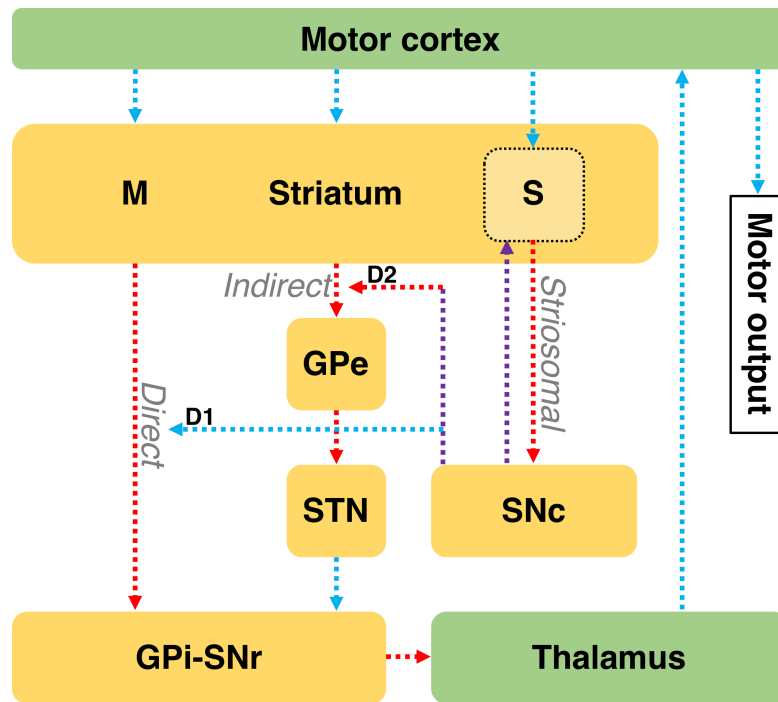 Motor cortex
M
Striatum
S
Motor output
Indirect
D2
Striosomal
GPe
Direct
D1
STN
SNc
GPi-SNr
Thalamus